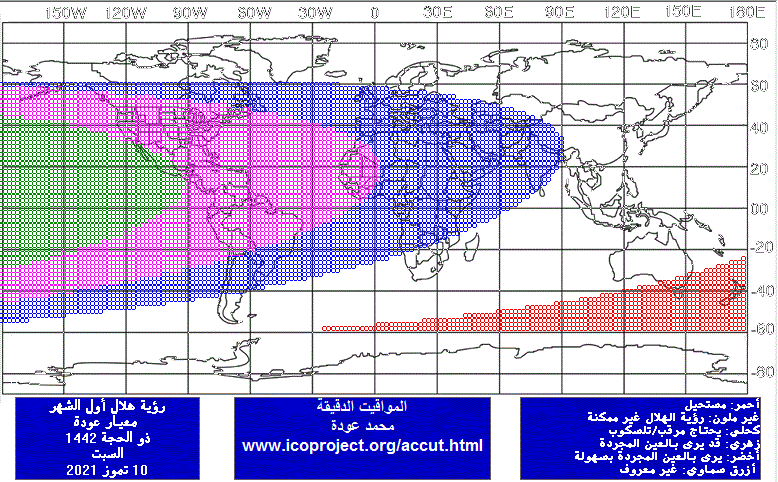 150W 120W 90W 60W 30W 0 30E 60E 90E 120E 150E 180E
80
60
40
20
00
-20
-40
-60
-80
رؤية هلال أول الشهر
معيار عودة
ذو الحجة 1442
السبت
10 تموز 2021
المواقيت الدقيقة
محمد عودة
www.icoproject.org/accut.html
أحمر: مستحيل
غير ملون: رؤية الهلال غير ممكنة
كحلي: يحتاج مرقب/تلسكوب
زهري: قد يرى بالعين المجردة
أخضر: يرى بالعين المجردة بسهولة
أزرق سماوي: غير معروف